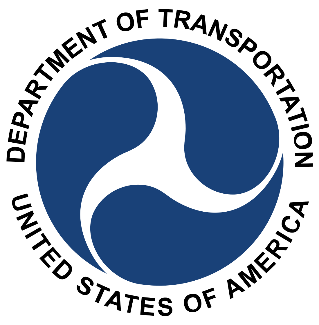 DEPARTMENT OF TRANSPORTATION
UNITED STATES OF AMERICA